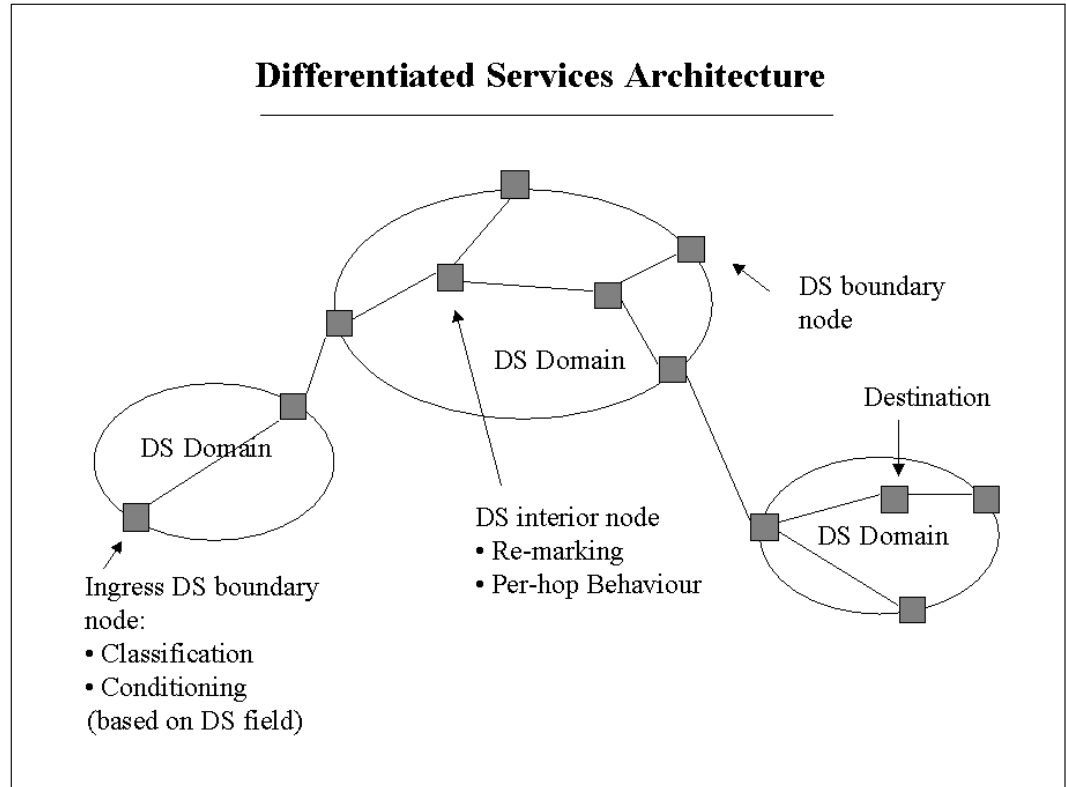 Differentiated Services Architecture
DS boundary
node
DS Domain
Destination
DS Domain
DS interior node
• Re-marking
• Per-hop Behaviour
DS Domain
Ingress DS boundary
node:
• Classification
• Conditioning
(based on DS field)